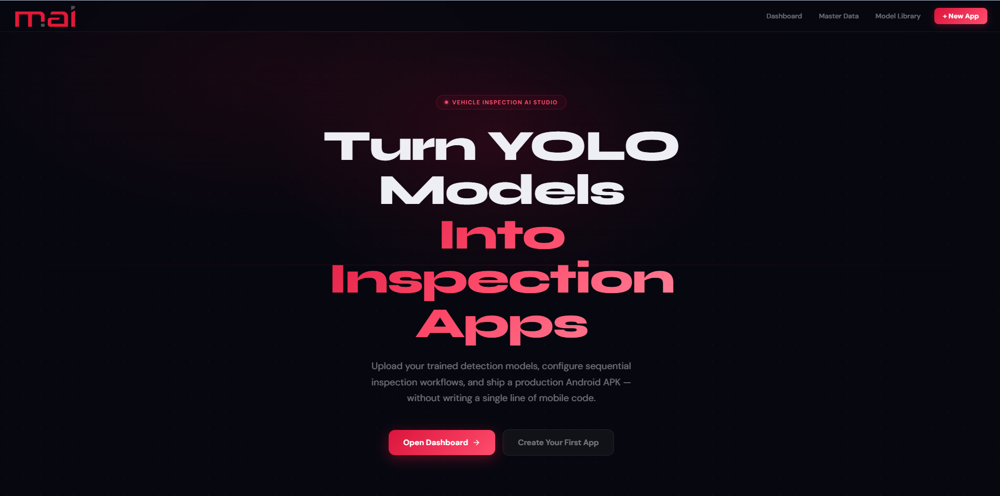 mai
Dashboard
Master Data
Model Library
+ New App
VEHICLE INSPECTION AI STUDIO
Turn YOLO
Models
Into
Inspection
Apps
Upload your trained detection models, configure sequential
inspection workflows, and ship a production Android APK —
without writing a single line of mobile code.
Open Dashboard →
Create Your First App